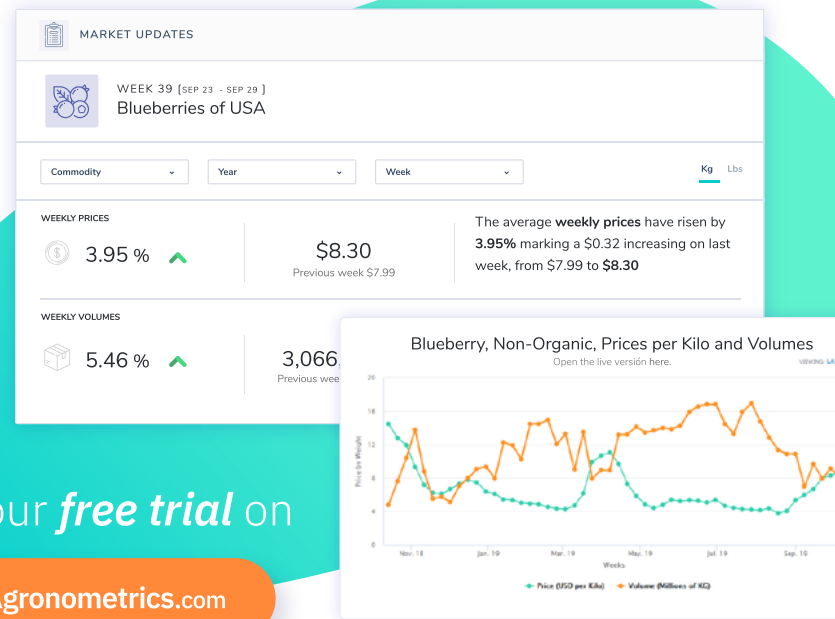 MARKET UPDATES
WEEK 39 [SEP 23 - SEP 29 ]
Blueberries of USA
Commodity Year Week Kg Lbs
WEEKLY PRICES
3.95 %
$8.30
Previous week $7.99
The average weekly prices have risen by
3.95% marking a $0.32 increasing on last
week, from $7.99 to $8.30
WEEKLY VOLUMES
5.46 %
3,066,
Previous wee
Blueberry, Non-Organic, Prices per Kilo and Volumes
Open the live versión here.
VIEWING LA
Price by Weight
20
16
12
8
4
0
Nov. 18 Jan. 19 Mar. 19 May. 19 Jul. 19 Sep. 19
Weeks
Price (USD per Kilo) Volume (Millions of KG)
our free trial on
Agronometrics.com